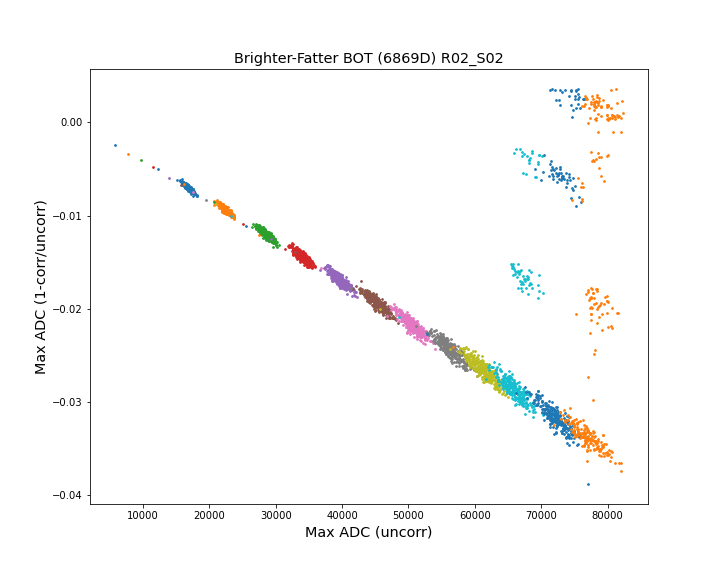 Brighter-Fatter BOT (6869D) R02_S02
0.00
−0.01
−0.02
−0.03
−0.04
Max ADC (1-corr/uncorr)
10000 20000 30000 40000 50000 60000 70000 80000
Max ADC (uncorr)